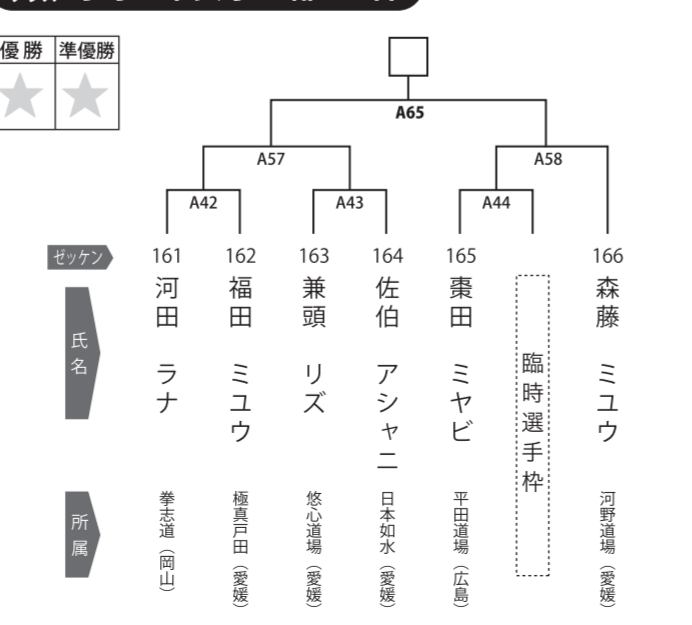 優勝 準優勝
A65
A57 A58
A42 A43 A44
ゼッケン 161 162 163 164 165 166
氏名
河田 ラナ
福田 ミユウ
兼頭 リズ
佐伯 アシャニ
棗田 ミヤビ
臨時選手枠
森藤 ミユウ
所属
拳志道（岡山）
極真戸田（愛媛）
悠心道場（愛媛）
日本如水（愛媛）
平田道場（広島）
河野道場（愛媛）